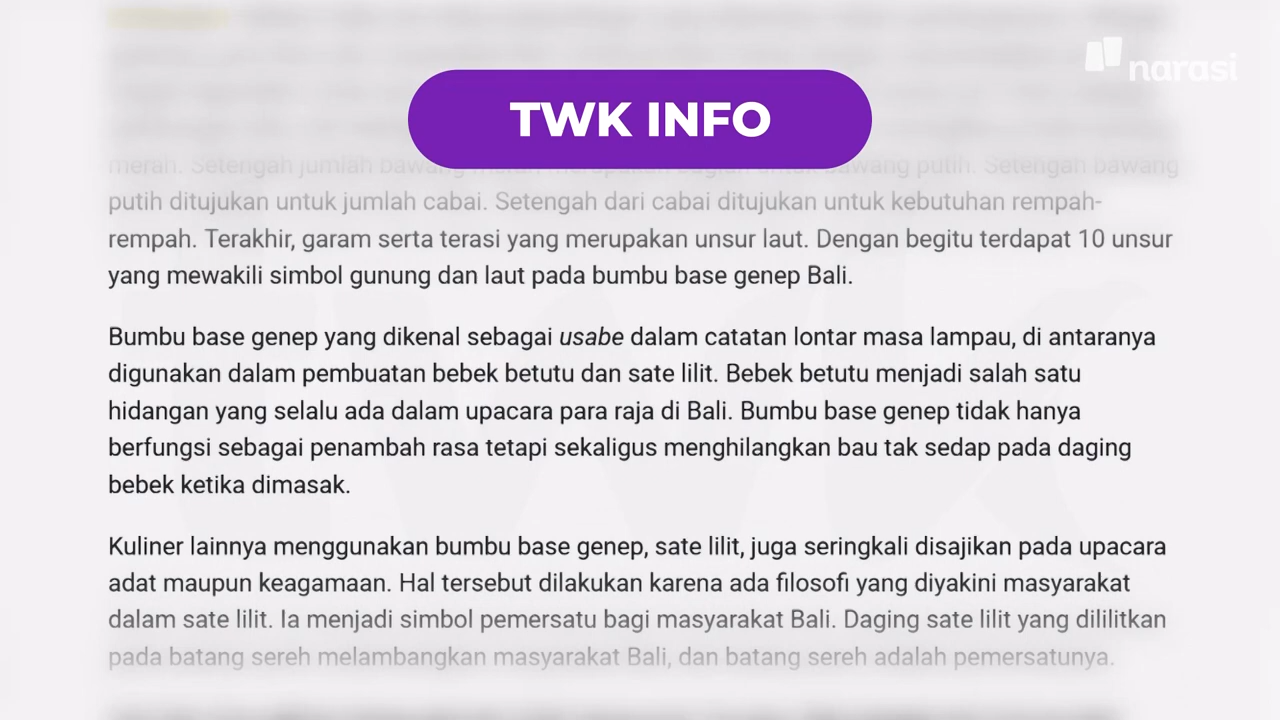 narasi
TWK INFO
merah. Setengah jumlah bawang merah merupakan bagian untuk bawang putih. Setengah bawang
putih ditujukan untuk jumlah cabai. Setengah dari cabai ditujukan untuk kebutuhan rempah-
rempah. Terakhir, garam serta terasi yang merupakan unsur laut. Dengan begitu terdapat 10 unsur
yang mewakili simbol gunung dan laut pada bumbu base genep Bali.
Bumbu base genep yang dikenal sebagai usabe dalam catatan lontar masa lampau, di antaranya
digunakan dalam pembuatan bebek betutu dan sate lilit. Bebek betutu menjadi salah satu
hidangan yang selalu ada dalam upacara para raja di Bali. Bumbu base genep tidak hanya
berfungsi sebagai penambah rasa tetapi sekaligus menghilangkan bau tak sedap pada daging
bebek ketika dimasak.
Kuliner lainnya menggunakan bumbu base genep, sate lilit, juga seringkali disajikan pada upacara
adat maupun keagamaan. Hal tersebut dilakukan karena ada filosofi yang diyakini masyarakat
dalam sate lilit. Ia menjadi simbol pemersatu bagi masyarakat Bali. Daging sate lilit yang dililitkan
pada batang sereh melambangkan masyarakat Bali, dan batang sereh adalah pemersatunya.